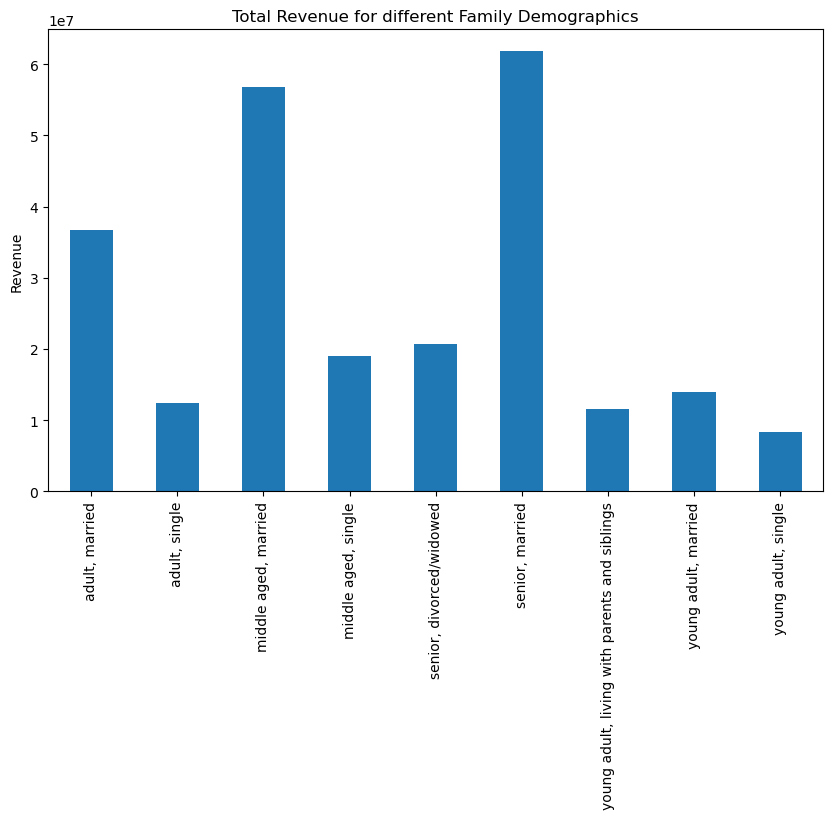 Total Revenue for different Family Demographics
1e7
6
5
4
3
2
1
0
Revenue
adult, married
adult, single
middle aged, married
middle aged, single
senior, divorced/widowed
senior, married
young adult, living with parents and siblings
young adult, married
young adult, single